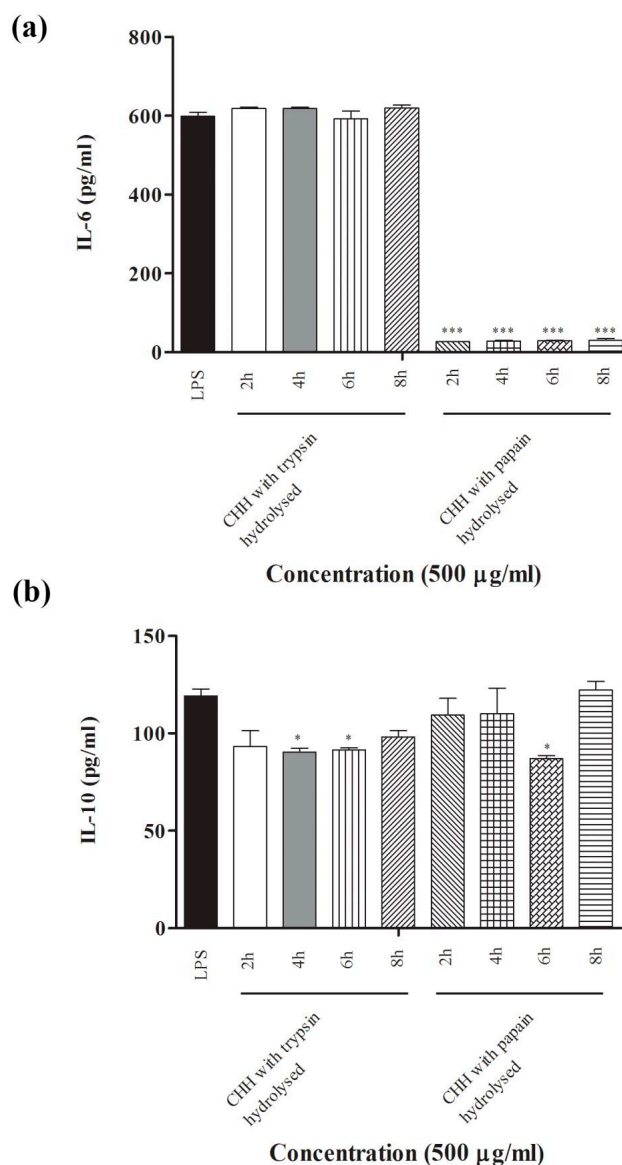 (a)
800
600
400
200
0
IL-6 (pg/ml)
*** *** *** ***
LPS 2h 4h 6h 8h 2h 4h 6h 8h
CHH with trypsin
hydrolysed
CHH with papain
hydrolysed
Concentration (500 μg/ml)
(b)
150
100
50
0
IL-10 (pg/ml)
* * *
LPS 2h 4h 6h 8h 2h 4h 6h 8h
CHH with trypsin
hydrolysed
CHH with papain
hydrolysed
Concentration (500 μg/ml)